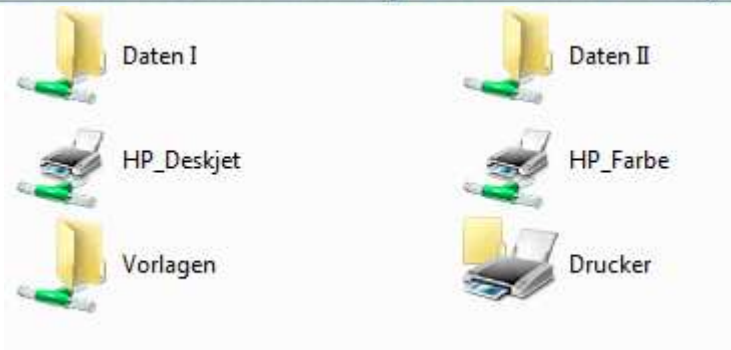 Daten I
Daten II
HP_Deskjet
HP_Farbe
Vorlagen
Drucker